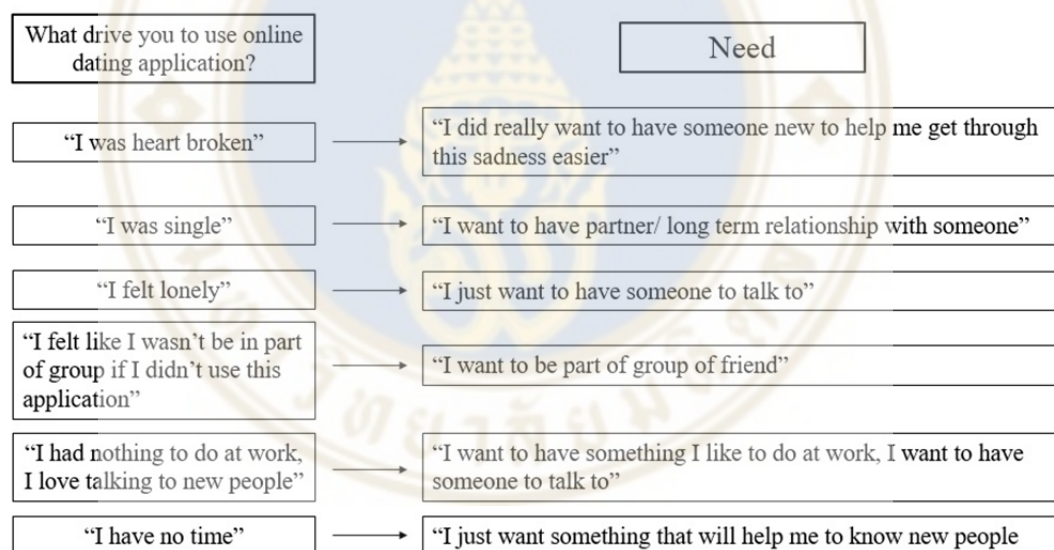 What drive you to use online
dating application?
Need
“I was heart broken”
“I did really want to have someone new to help me get through
this sadness easier”
“I was single”
“I want to have partner/ long term relationship with someone”
“I felt lonely”
“I just want to have someone to talk to”
“I felt like I wasn’t be in part
of group if I didn’t use this
application”
“I want to be part of group of friend”
“I had nothing to do at work,
I love talking to new people”
“I want to have something I like to do at work, I want to have
someone to talk to”
“I have no time”
“I just want something that will help me to know new people